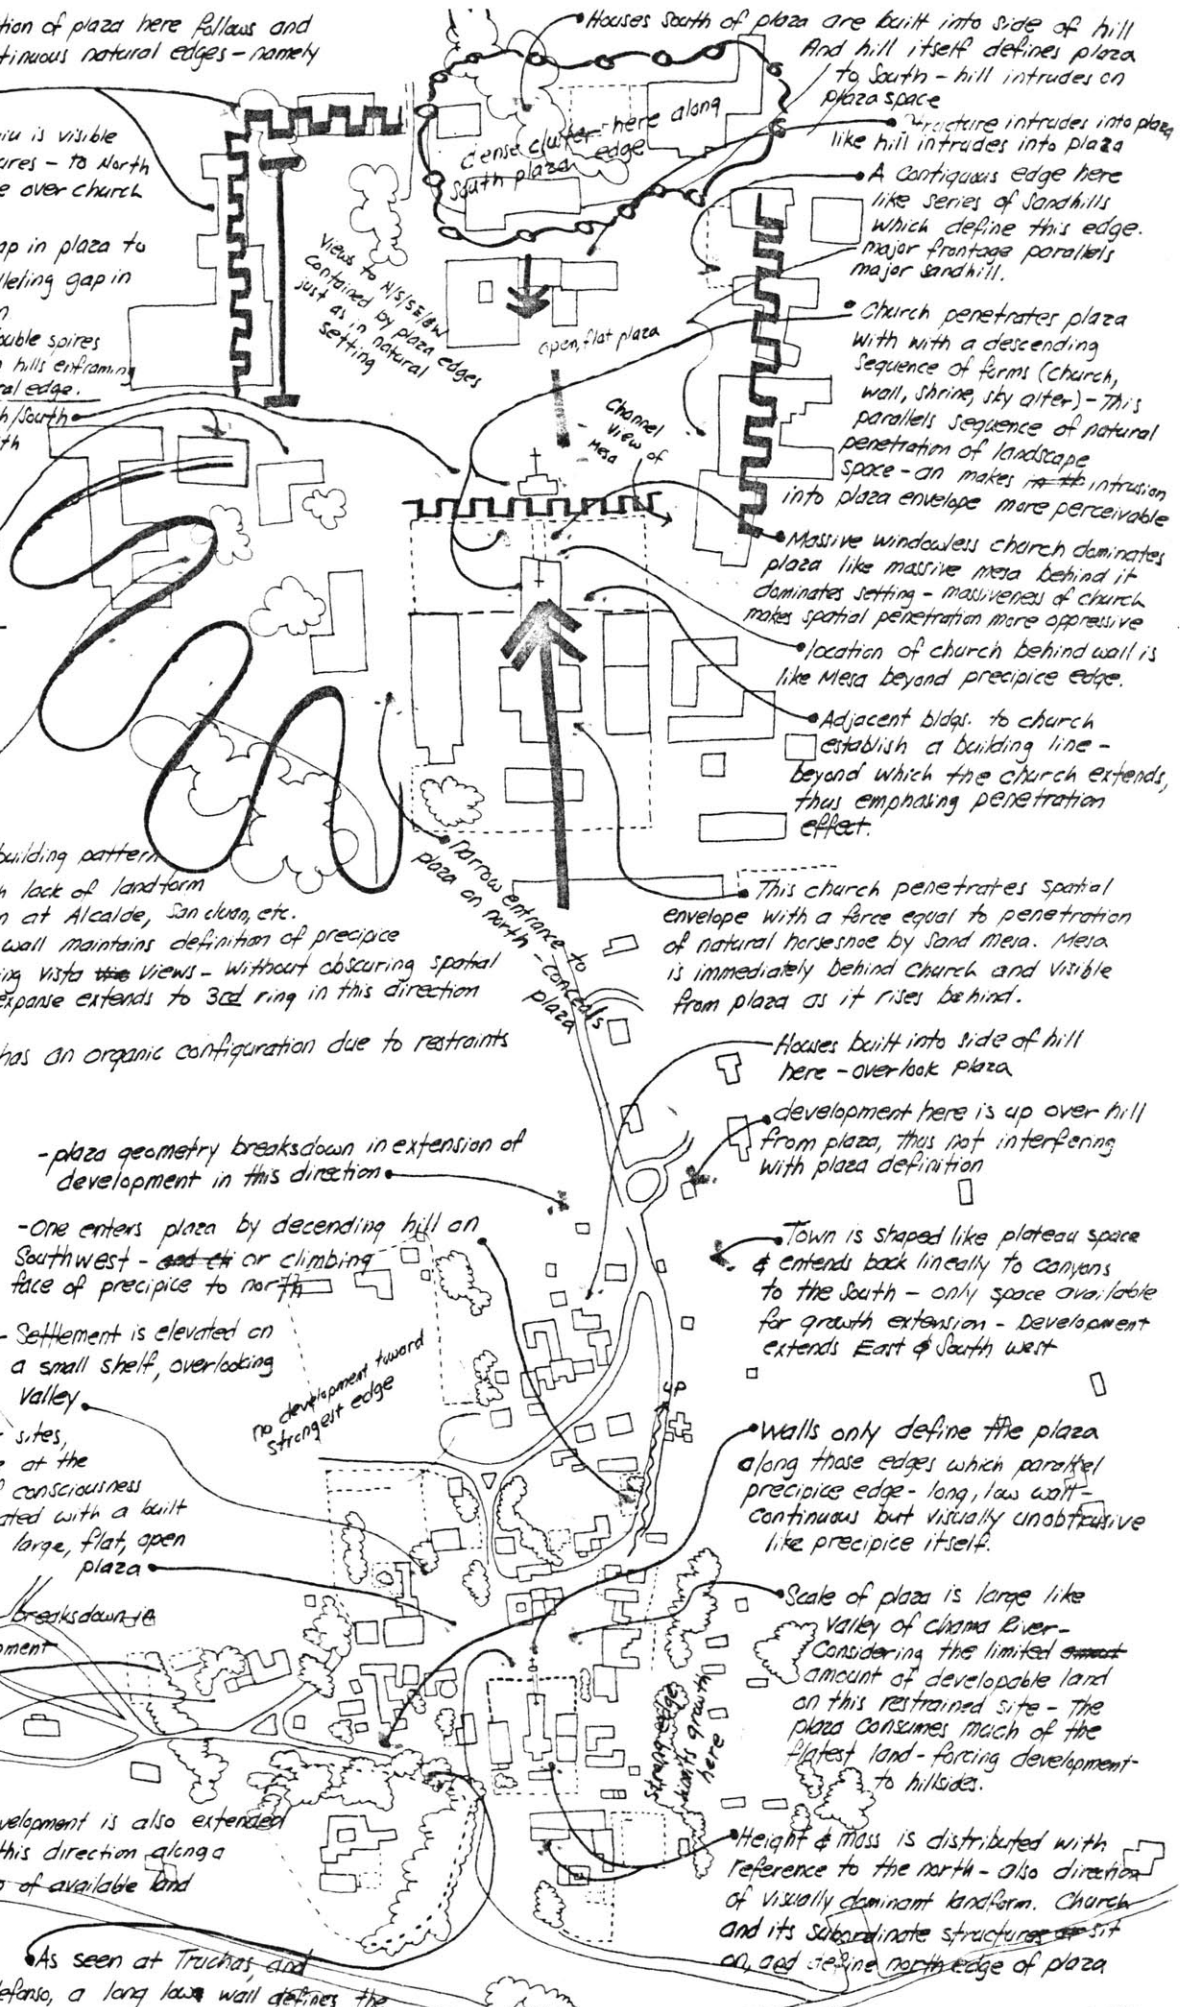 tion of plaza here follows and
tinuous natural edges - namely
iu is visible
ures - to North
e over church
ap in plaza to
lleling gap in
n.
ouble spires
n hills enframing
ral edge.
h/South
th
Houses South of plaza are built into side of hill
And hill itself defines plaza
to South - hill intrudes on
plaza space
dense cluster here along
South plaza edge
structure intrudes into plaza
like hill intrudes into plaza
A contiguous edge here
like series of Sandhills
which define this edge.
major frontage parallels
major sandhill.
Views to N/S/SE/SW
contained by plaza edges
just as in natural
setting
open, flat plaza
Channel
View of
Mesa
Church penetrates plaza
with with a descending
sequence of forms (church,
wall, shrine, sky alter) - This
parallels sequence of natural
penetration of landscape
space - an makes intrusion
into plaza envelope more perceivable
Massive windowless church dominates
plaza like massive mesa behind it
dominates setting - massiveness of church
makes spatial penetration more oppressive
location of church behind wall is
like Mesa beyond precipice edge.
Adjacent bldgs. to church
establish a building line -
beyond which the church extends,
thus emphasing penetration
effect.
building pattern
h lack of landform
n at Alcalde, San Juan, etc.
wall maintains definition of precipice
ing vista views - without obscuring spatial
expanse extends to 3rd ring in this direction
has an organic configuration due to restraints
narrow entrance to
plaza on north - conceals
plaza
This church penetrates spatial
envelope with a force equal to penetration
of natural horsesnoe by Sand Mesa. Mesa
is immediately behind Church and visible
from plaza as it rises behind.
Houses built into side of hill
here - overlook plaza
development here is up over hill
from plaza, thus not interfering
with plaza definition
- plaza geometry breaksdown in extension of
development in this direction
- One enters plaza by decending hill on
Southwest - or climbing
face of precipice to north
Town is shaped like plateau space
& entends back lineally to canyons
to the South - only space available
for growth extension - Development
extends East & South west
- Settlement is elevated on
a small shelf, overlooking
Valley
no development toward
strongest edge
UP
sites,
at the
consciousness
ated with a built
large, flat, open
plaza
Walls only define the plaza
along those edges which parallel
precipice edge - long, low wall -
continuous but visually unobtrusive
like precipice itself.
breaksdown is
pment
Scale of plaza is large like
Valley of Chama River -
Considering the limited
amount of developable land
on this restrained site - the
plaza consumes much of the
flatest land - forcing development
to hillsides.
Strong edge
limits growth
here
velopment is also extended
this direction along a
of available land
Height & mass is distributed with
reference to the north - also direction
of visually dominant landform. Church
and its subordinate structures sit
on, and define north edge of plaza
As seen at Truchas, and
defonso, a long low wall defines the